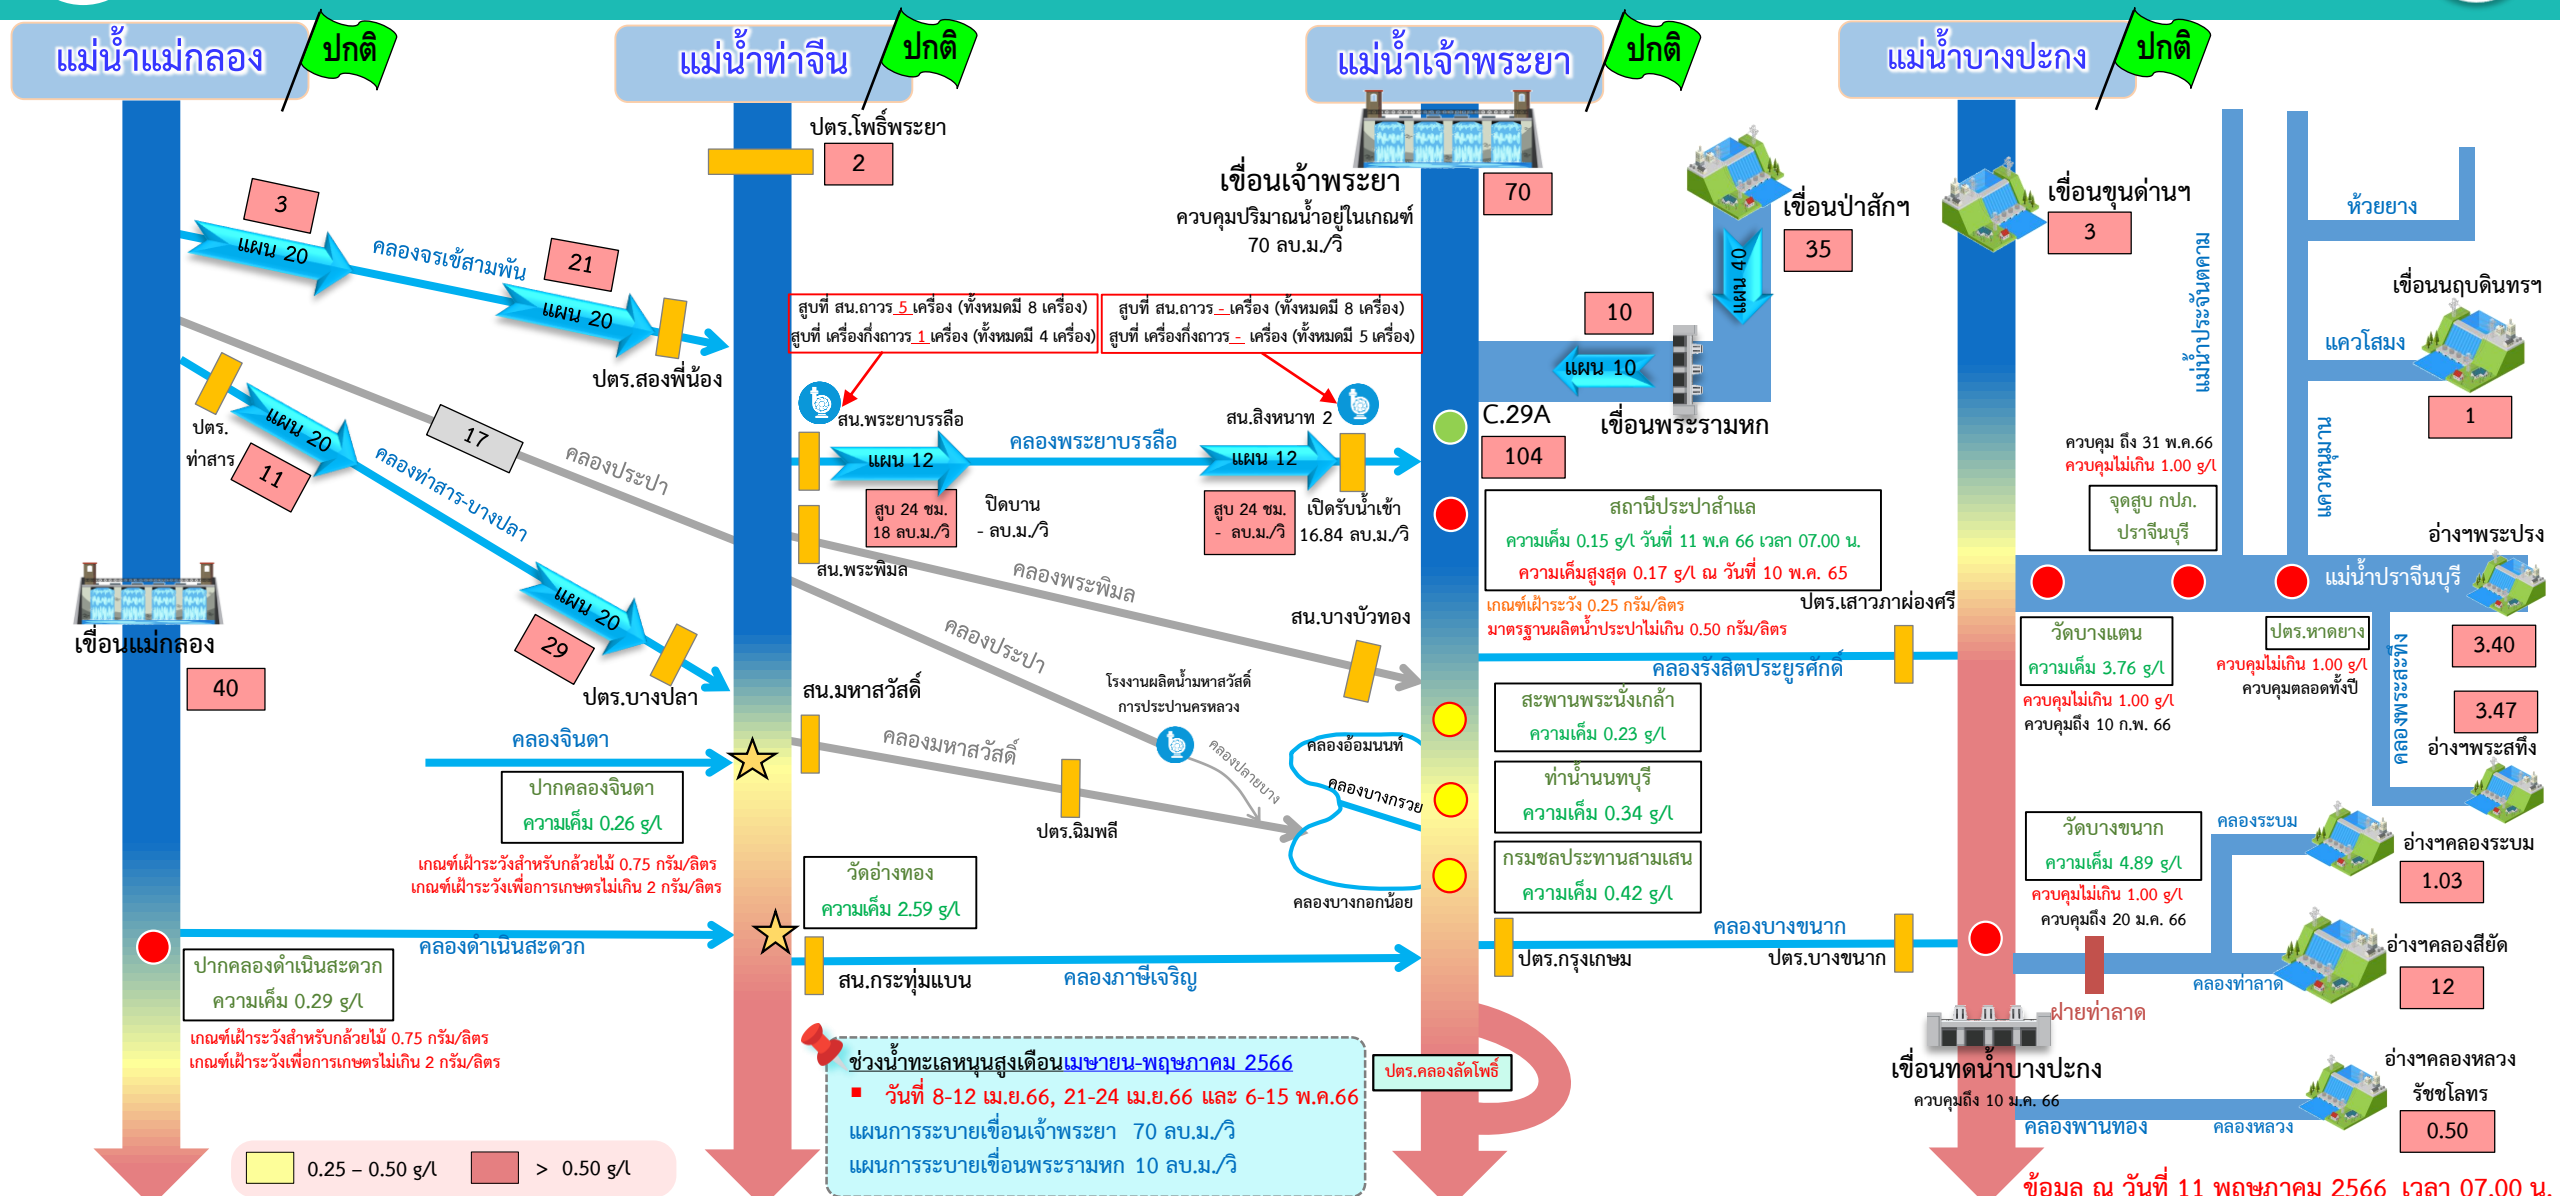 แม่น้ำแม่กลอง
ปกติ
แม่น้ำท่าจีน
ปกติ
แม่น้ำเจ้าพระยา
ปกติ
แม่น้ำบางปะกง
ปกติ
3
แผน 20
คลองจรเข้สามพัน
21
แผน 20
ปตร.สองพี่น้อง
ปตร.
ท่าสาร
แผน 20
11
17
คลองประปา
คลองท่าสาร-บางปลา
แผน 20
29
ปตร.บางปลา
เขื่อนแม่กลอง
40
คลองจินดา
ปากคลองจินดา
ความเค็ม 0.26 g/l
เกณฑ์เฝ้าระวังสำหรับกล้วยไม้ 0.75 กรัม/ลิตร
เกณฑ์เฝ้าระวังเพื่อการเกษตรไม่เกิน 2 กรัม/ลิตร
คลองดำเนินสะดวก
ปากคลองดำเนินสะดวก
ความเค็ม 0.29 g/l
เกณฑ์เฝ้าระวังสำหรับกล้วยไม้ 0.75 กรัม/ลิตร
เกณฑ์เฝ้าระวังเพื่อการเกษตรไม่เกิน 2 กรัม/ลิตร
0.25 – 0.50 g/l
> 0.50 g/l
ปตร.โพธิ์พระยา
2
สูบที่ สน.ถาวร 5 เครื่อง (ทั้งหมดมี 8 เครื่อง)
สูบที่ เครื่องกึ่งถาวร 1 เครื่อง (ทั้งหมดมี 4 เครื่อง)
สูบที่ สน.ถาวร - เครื่อง (ทั้งหมดมี 8 เครื่อง)
สูบที่ เครื่องกึ่งถาวร - เครื่อง (ทั้งหมดมี 5 เครื่อง)
สน.พระยาบรรลือ
แผน 12
คลองพระยาบรรลือ
สน.สิงหนาท 2
แผน 12
สูบ 24 ชม.
18 ลบ.ม./วิ
ปิดบาน
- ลบ.ม./วิ
สูบ 24 ชม.
- ลบ.ม./วิ
เปิดรับน้ำเข้า
16.84 ลบ.ม./วิ
สน.พระพิมล
คลองพระพิมล
สน.บางบัวทอง
คลองประปา
โรงงานผลิตน้ำมหาสวัสดิ์
การประปานครหลวง
สน.มหาสวัสดิ์
คลองมหาสวัสดิ์
ปตร.ฉิมพลี
คลองปลายบาง
คลองอ้อมนนท์
คลองบางกรวย
คลองบางกอกน้อย
วัดอ่างทอง
ความเค็ม 2.59 g/l
สน.กระทุ่มแบน
คลองภาษีเจริญ
ช่วงน้ำทะเลหนุนสูงเดือนเมษายน-พฤษภาคม 2566
วันที่ 8-12 เม.ย.66, 21-24 เม.ย.66 และ 6-15 พ.ค.66
แผนการระบายเขื่อนเจ้าพระยา 70 ลบ.ม./วิ
แผนการระบายเขื่อนพระรามหก 10 ลบ.ม./วิ
ปตร.คลองลัดโพธิ์
เขื่อนเจ้าพระยา
ควบคุมปริมาณน้ำอยู่ในเกณฑ์
70 ลบ.ม./วิ
70
เขื่อนป่าสักฯ
35
แผน 40
10
แผน 10
เขื่อนพระรามหก
C.29A
104
สถานีประปาสำแล
ความเค็ม 0.15 g/l วันที่ 11 พ.ค 66 เวลา 07.00 น.
ความเค็มสูงสุด 0.17 g/l ณ วันที่ 10 พ.ค. 65
เกณฑ์เฝ้าระวัง 0.25 กรัม/ลิตร
มาตรฐานผลิตน้ำประปาไม่เกิน 0.50 กรัม/ลิตร
ปตร.เสาวภาผ่องศรี
คลองรังสิตประยูรศักดิ์
สะพานพระนั่งเกล้า
ความเค็ม 0.23 g/l
ท่าน้ำนนทบุรี
ความเค็ม 0.34 g/l
กรมชลประทานสามเสน
ความเค็ม 0.42 g/l
คลองบางขนาก
ปตร.กรุงเกษม
ปตร.บางขนาก
เขื่อนขุนด่านฯ
3
ห้วยยาง
แม่น้ำประจันตคาม
เขื่อนนฤบดินทรฯ
แควโสมง
1
แควหนุมาน
ควบคุม ถึง 31 พ.ค.66
ควบคุมไม่เกิน 1.00 g/l
จุดสูบ กปภ.
ปราจีนบุรี
อ่างฯพระปรง
แม่น้ำปราจีนบุรี
3.40
วัดบางแตน
ความเค็ม 3.76 g/l
ควบคุมไม่เกิน 1.00 g/l
ควบคุมถึง 10 ก.พ. 66
ปตร.หาดยาง
ควบคุมไม่เกิน 1.00 g/l
ควบคุมตลอดทั้งปี
คลองพระสะทึง
3.47
อ่างฯพระสทึง
วัดบางขนาก
ความเค็ม 4.89 g/l
ควบคุมไม่เกิน 1.00 g/l
ควบคุมถึง 20 ม.ค. 66
คลองระบม
อ่างฯคลองระบม
1.03
อ่างฯคลองสียัด
12
คลองท่าลาด
ฝายท่าลาด
เขื่อนทดน้ำบางปะกง
ควบคุมถึง 10 ม.ค. 66
คลองพานทอง
คลองหลวง
อ่างฯคลองหลวง
รัชชโลทร
0.50
ข้อมูล ณ วันที่ 11 พฤษภาคม 2566 เวลา 07.00 น.